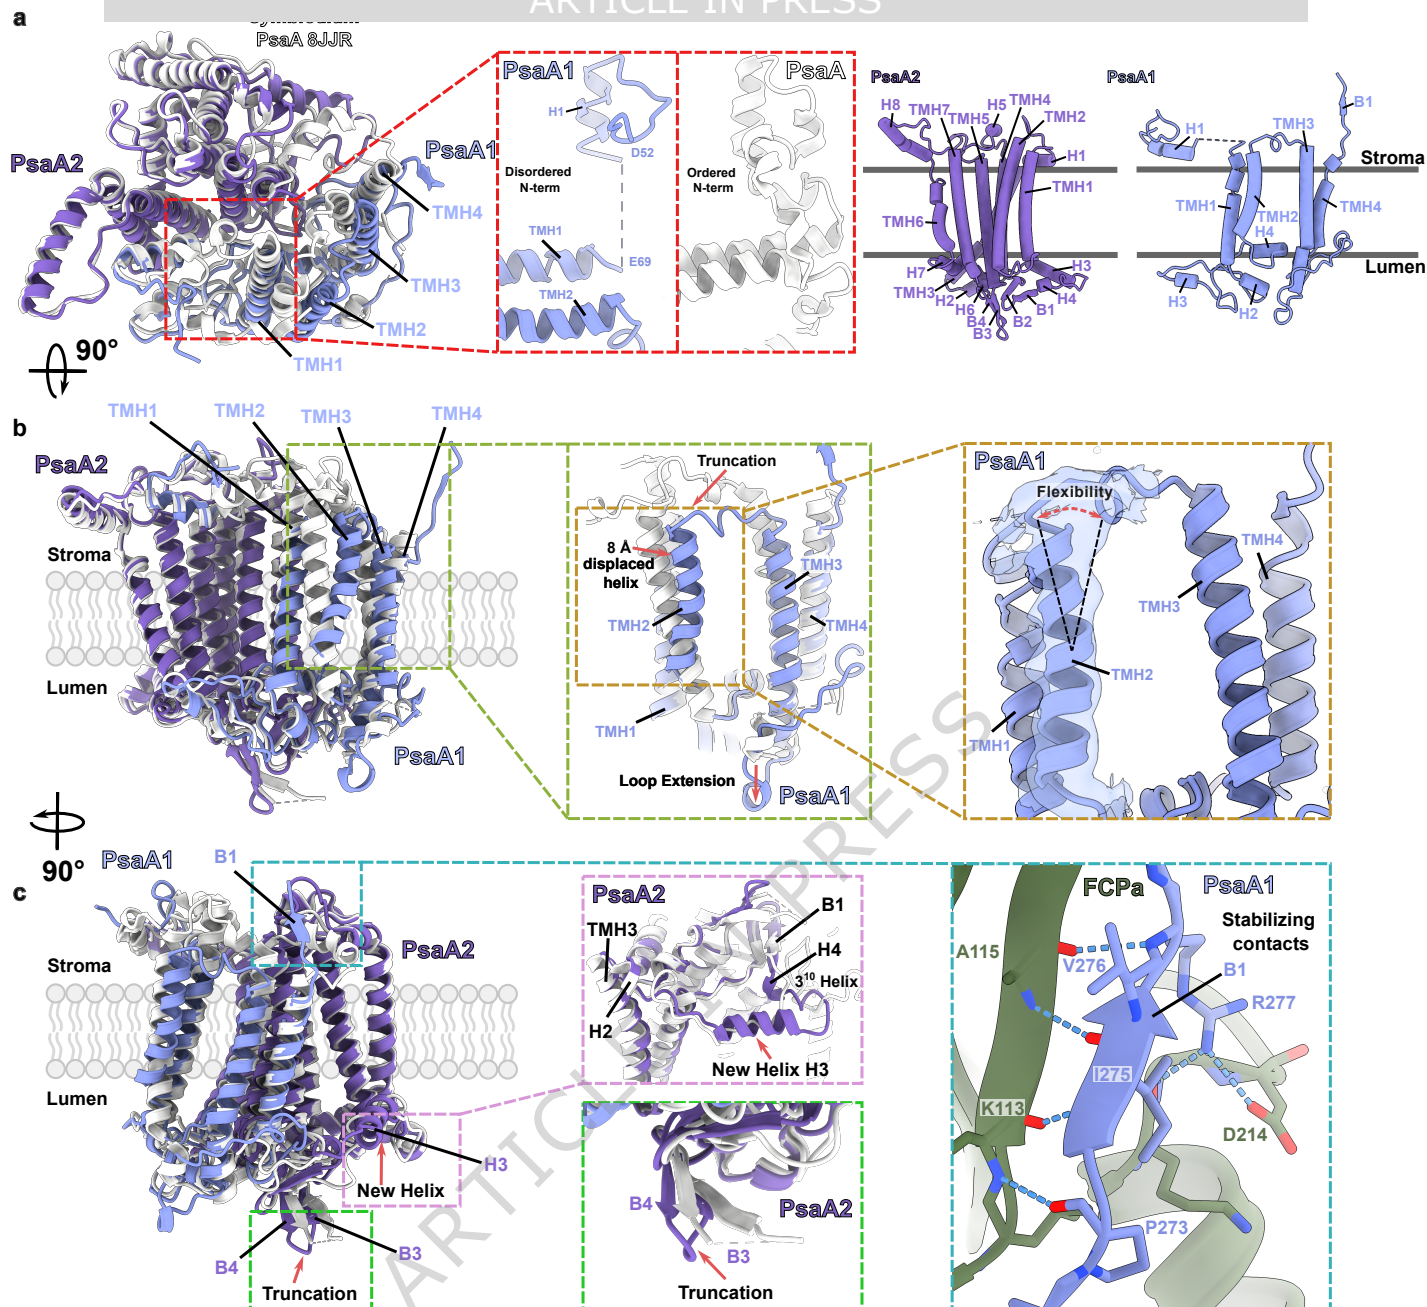 ARTICLE IN PRESS
a
PsaA 8JJR
PsaA2
PsaA1
TMH4
TMH3
TMH2
TMH1
90°
PsaA1
H1
D52
Disordered
N-term
TMH1
E69
TMH2
PsaA
Ordered
N-term
PsaA2
H8
TMH7
TMH5
H5
TMH4
TMH2
H1
TMH1
TMH6
H7
TMH3
H2
H6
B4
B3
B2
B1
H4
H3
PsaA1
B1
H1
TMH3
Stroma
TMH1
TMH2
TMH4
H4
Lumen
H3
H2
b
TMH1
TMH2
TMH3
TMH4
PsaA2
Stroma
Lumen
PsaA1
Truncation
8 Å
displaced
helix
TMH3
TMH2
TMH4
TMH1
Loop Extension
PsaA1
PsaA1
Flexibility
TMH4
TMH3
TMH2
TMH1
90°
c
PsaA1
B1
PsaA2
Stroma
Lumen
H3
New Helix
B3
B4
Truncation
PsaA2
B1
TMH3
H4
3¹⁰ Helix
H2
New Helix H3
B4
PsaA2
B3
Truncation
FCPa
PsaA1
Stabilizing
contacts
A115
V276
B1
R277
I275
K113
D214
P273
ARTICLE IN PRESS